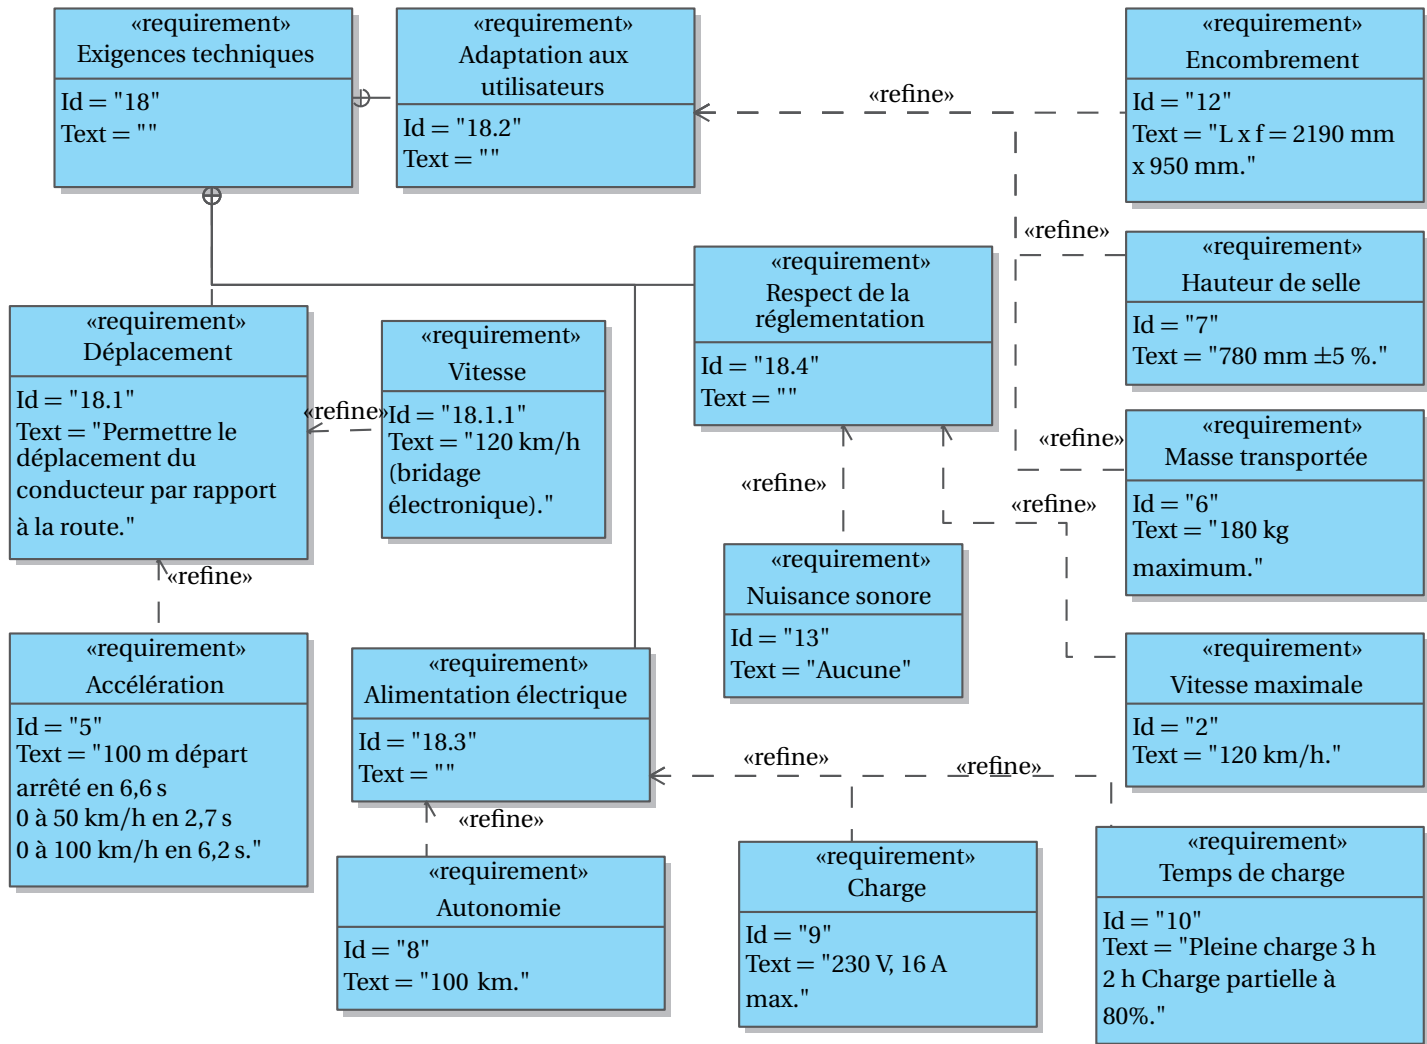 «requirement»
Exigences techniques
Id = "18"
Text = ""
«requirement»
Adaptation aux
utilisateurs
Id = "18.2"
Text = ""
«refine»
«requirement»
Encombrement
Id = "12"
Text = "L x f = 2190 mm
x 950 mm."
«refine»
«requirement»
Hauteur de selle
Id = "7"
Text = "780 mm ±5 %."
«requirement»
Respect de la
réglementation
Id = "18.4"
Text = ""
«requirement»
Déplacement
Id = "18.1"
Text = "Permettre le
déplacement du
conducteur par rapport
à la route."
«refine»
«requirement»
Vitesse
Id = "18.1.1"
Text = "120 km/h
(bridage
électronique)."
«refine»
«requirement»
Masse transportée
Id = "6"
Text = "180 kg
maximum."
«refine»
«refine»
«refine»
«requirement»
Nuisance sonore
Id = "13"
Text = "Aucune"
«requirement»
Accélération
Id = "5"
Text = "100 m départ
arrêté en 6,6 s
0 à 50 km/h en 2,7 s
0 à 100 km/h en 6,2 s."
«requirement»
Alimentation électrique
Id = "18.3"
Text = ""
«requirement»
Vitesse maximale
Id = "2"
Text = "120 km/h."
«refine»
«refine»
«refine»
«requirement»
Autonomie
Id = "8"
Text = "100 km."
«requirement»
Charge
Id = "9"
Text = "230 V, 16 A
max."
«requirement»
Temps de charge
Id = "10"
Text = "Pleine charge 3 h
2 h Charge partielle à
80%."